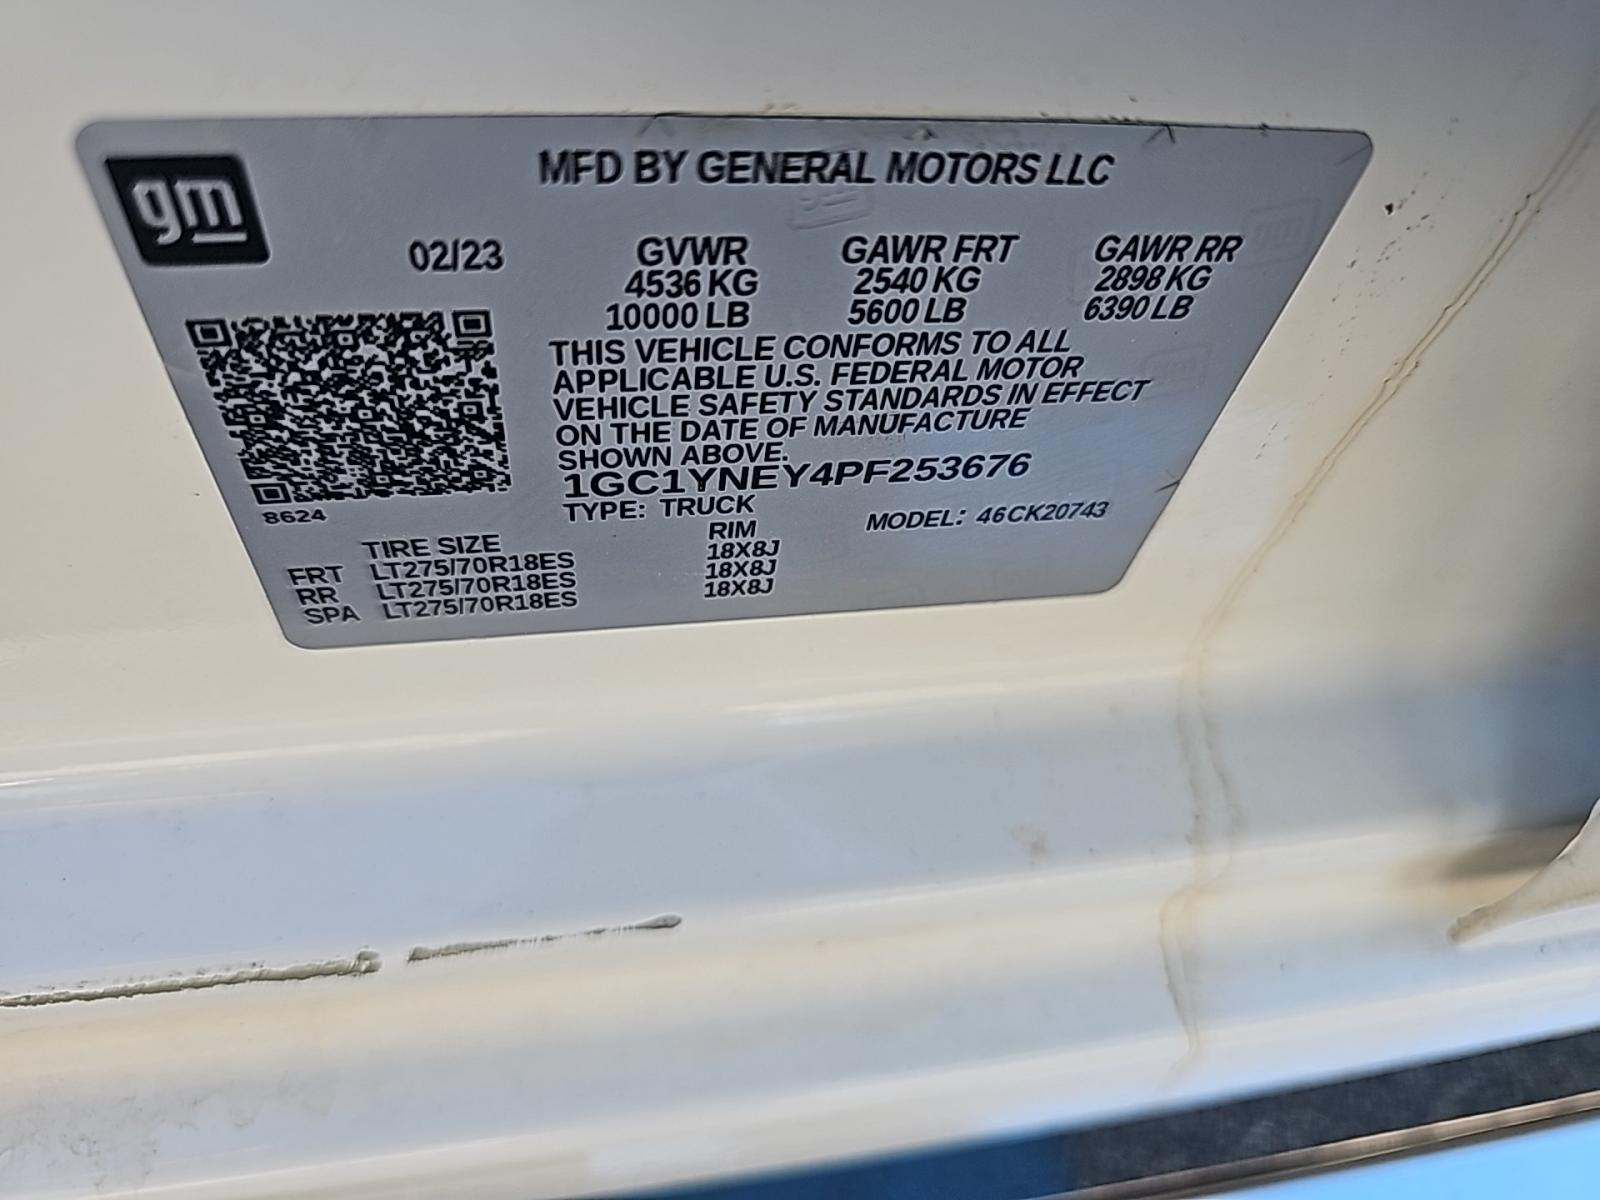 gm
MFD BY GENERAL MOTORS LLC
02/23
GVWR GAWR FRT GAWR RR
4536 KG 2540 KG 2898 KG
10000 LB 5600 LB 6390 LB
THIS VEHICLE CONFORMS TO ALL
APPLICABLE U.S. FEDERAL MOTOR
VEHICLE SAFETY STANDARDS IN EFFECT
ON THE DATE OF MANUFACTURE
SHOWN ABOVE.
1GC1YNEY4PF253676
8624
TYPE: TRUCK MODEL: 46CK20743
TIRE SIZE RIM
FRT LT275/70R18ES 18X8J
RR LT275/70R18ES 18X8J
SPA LT275/70R18ES 18X8J